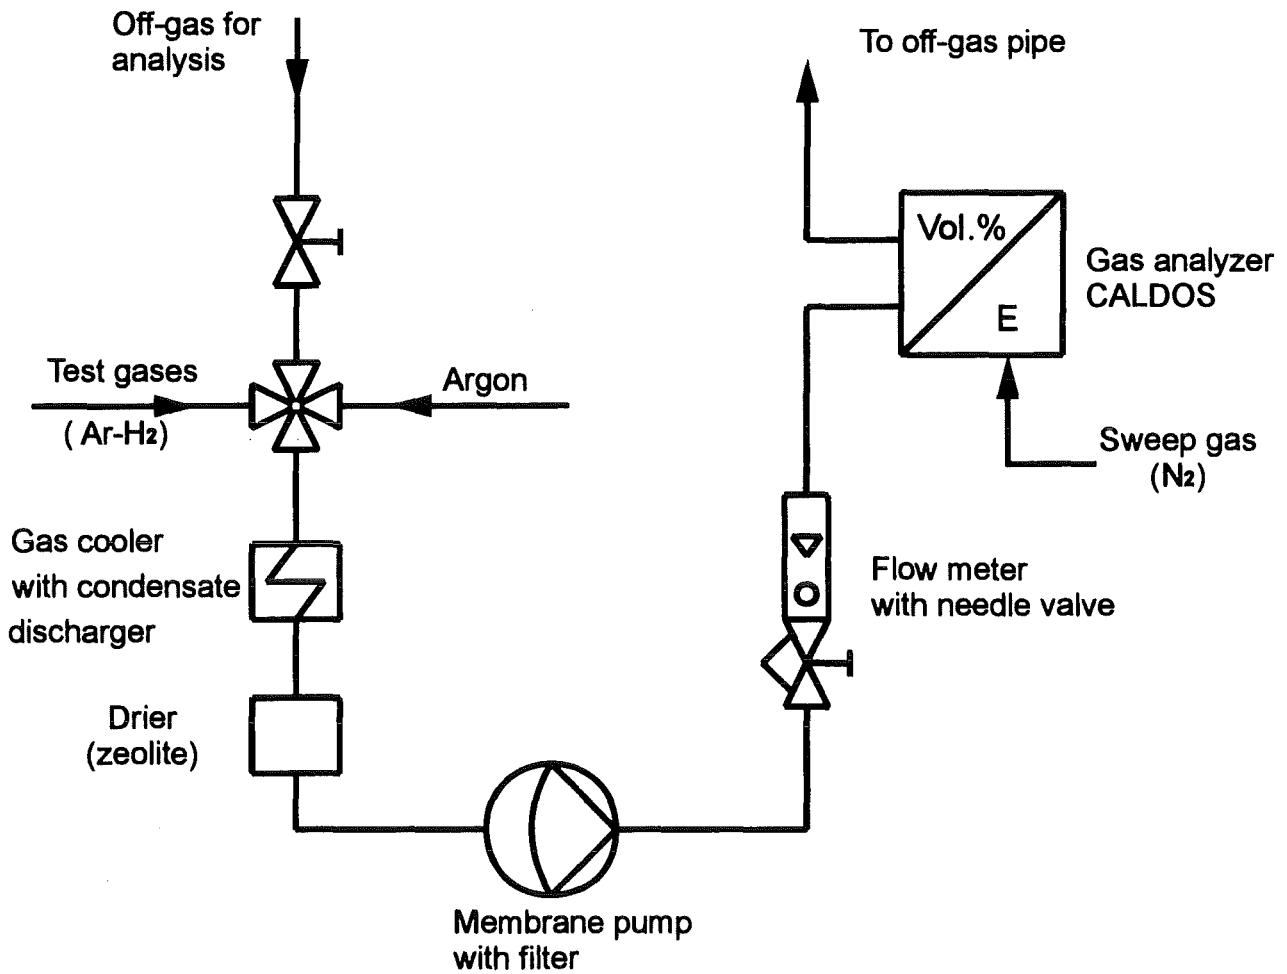 Off-gas for
analysis
To off-gas pipe
Vol.%
E
Gas analyzer
CALDOS
Test gases
( Ar-H₂)
Argon
Sweep gas
(N₂)
Gas cooler
with condensate
discharger
Flow meter
with needle valve
Drier
(zeolite)
Membrane pump
with filter